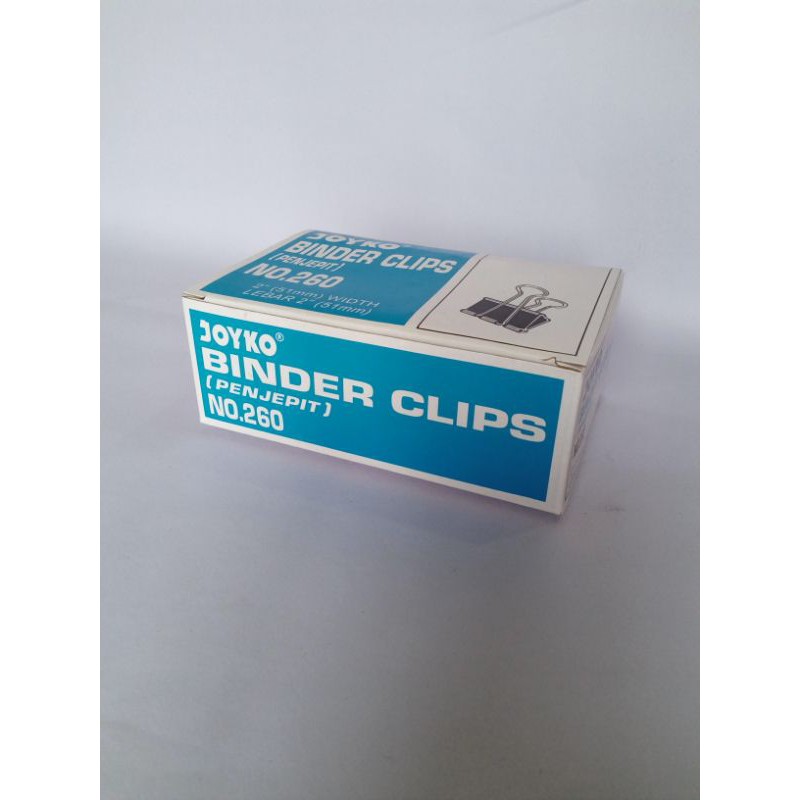 JOYKO
BINDER CLIPS
(PENJEPIT)
NO.260
2" (51mm) WIDTH
LEBAR 2" (51mm)
JOYKO®
BINDER CLIPS
(PENJEPIT)
NO.260